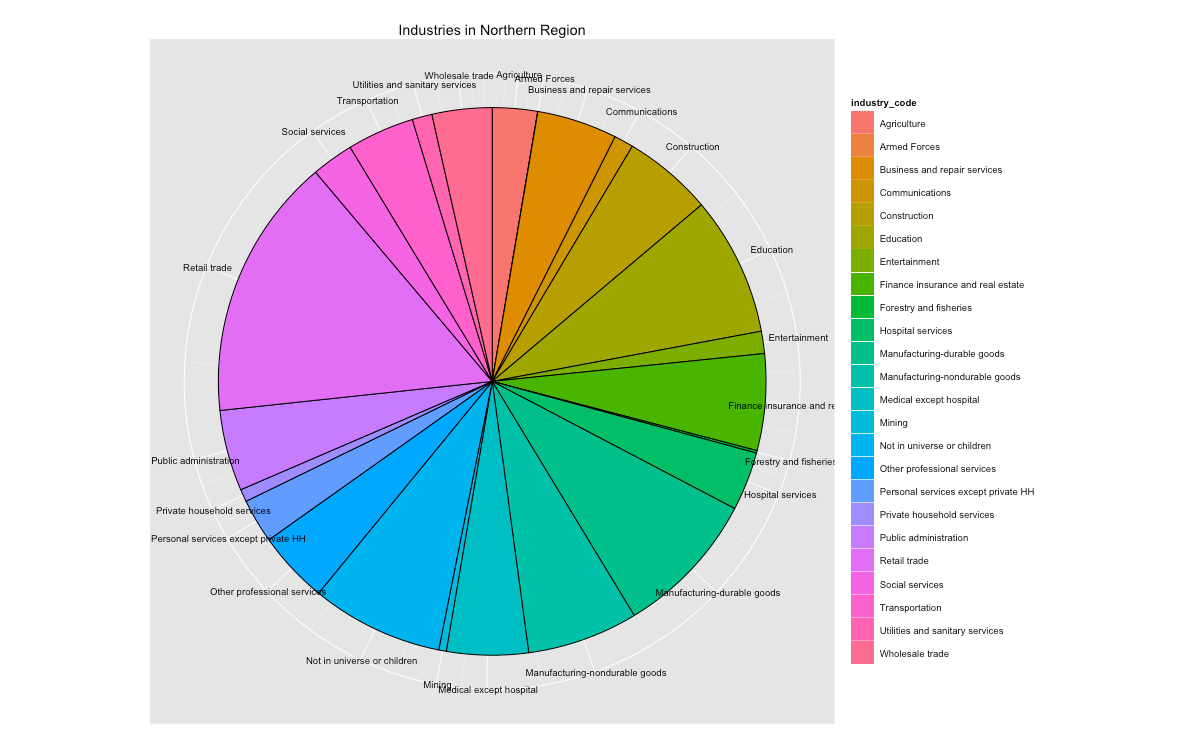 Industries in Northern Region
Wholesale trade
Agriculture
Armed Forces
Utilities and sanitary services
Business and repair services
Transportation
Communications
Social services
Construction
Education
Retail trade
Entertainment
Finance insurance and re
Public administration
Forestry and fisheries
Hospital services
Private household services
Personal services except private HH
Other professional services
Manufacturing-durable goods
Not in universe or children
Manufacturing-nondurable goods
Mining
Medical except hospital
industry_code
Agriculture
Armed Forces
Business and repair services
Communications
Construction
Education
Entertainment
Finance insurance and real estate
Forestry and fisheries
Hospital services
Manufacturing-durable goods
Manufacturing-nondurable goods
Medical except hospital
Mining
Not in universe or children
Other professional services
Personal services except private HH
Private household services
Public administration
Retail trade
Social services
Transportation
Utilities and sanitary services
Wholesale trade